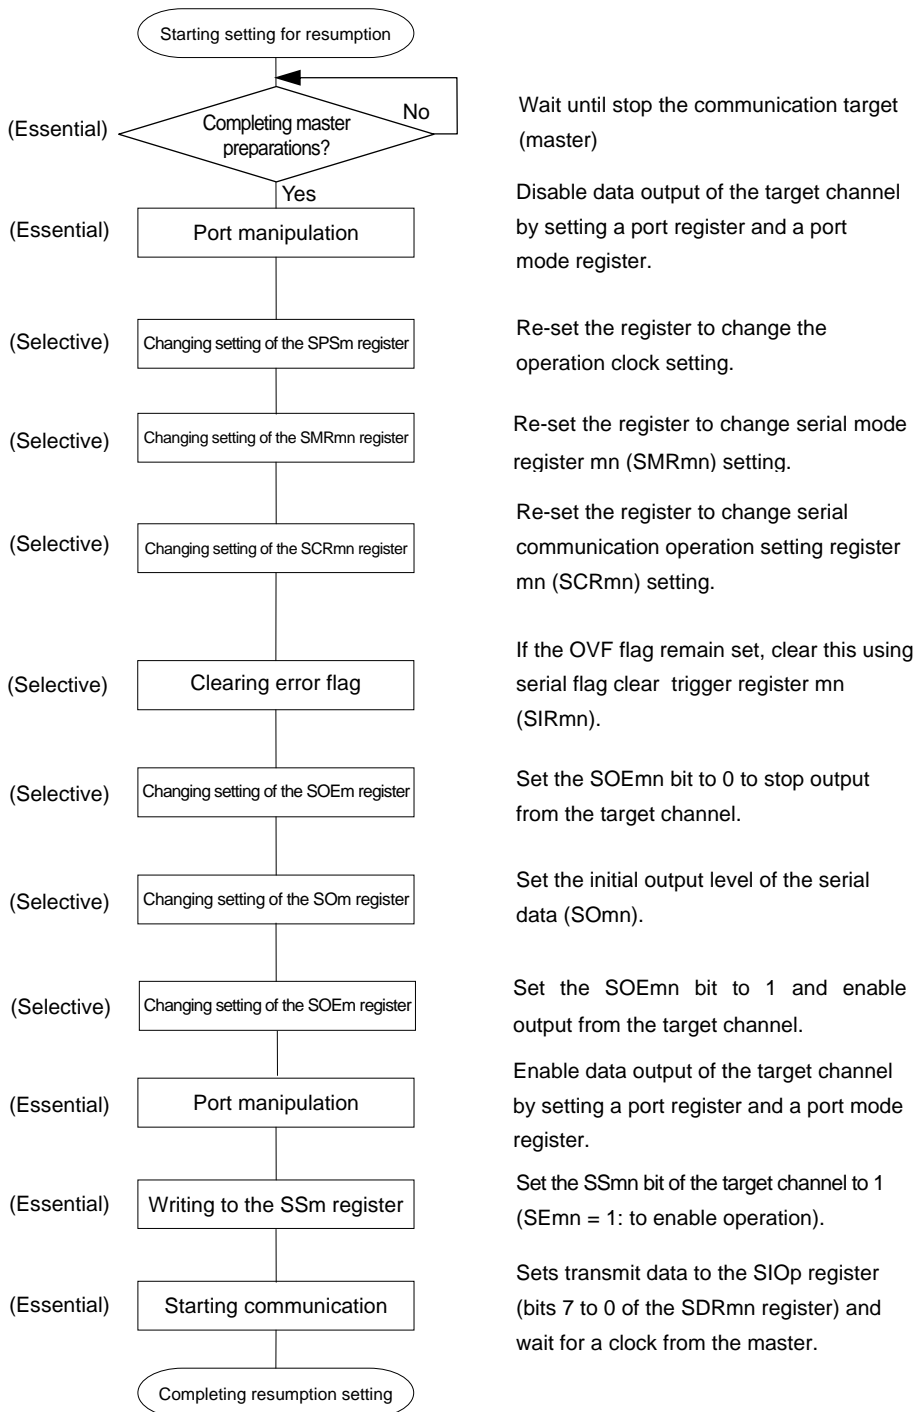 Starting setting for resumption
(Essential)
Completing master
preparations?
No
Wait until stop the communication target
(master)
Yes
(Essential)
Port manipulation
Disable data output of the target channel
by setting a port register and a port
mode register.
(Selective)
Changing setting of the SPSm register
Re-set the register to change the
operation clock setting.
(Selective)
Changing setting of the SMRmn register
Re-set the register to change serial mode
register mn (SMRmn) setting.
(Selective)
Changing setting of the SCRmn register
Re-set the register to change serial
communication operation setting register
mn (SCRmn) setting.
(Selective)
Clearing error flag
If the OVF flag remain set, clear this using
serial flag clear trigger register mn
(SIRmn).
(Selective)
Changing setting of the SOEm register
Set the SOEmn bit to 0 to stop output
from the target channel.
(Selective)
Changing setting of the SOm register
Set the initial output level of the serial
data (SOmn).
(Selective)
Changing setting of the SOEm register
Set the SOEmn bit to 1 and enable
output from the target channel.
(Essential)
Port manipulation
Enable data output of the target channel
by setting a port register and a port mode
register.
(Essential)
Writing to the SSm register
Set the SSmn bit of the target channel to 1
(SEmn = 1: to enable operation).
(Essential)
Starting communication
Sets transmit data to the SIOp register
(bits 7 to 0 of the SDRmn register) and
wait for a clock from the master.
Completing resumption setting